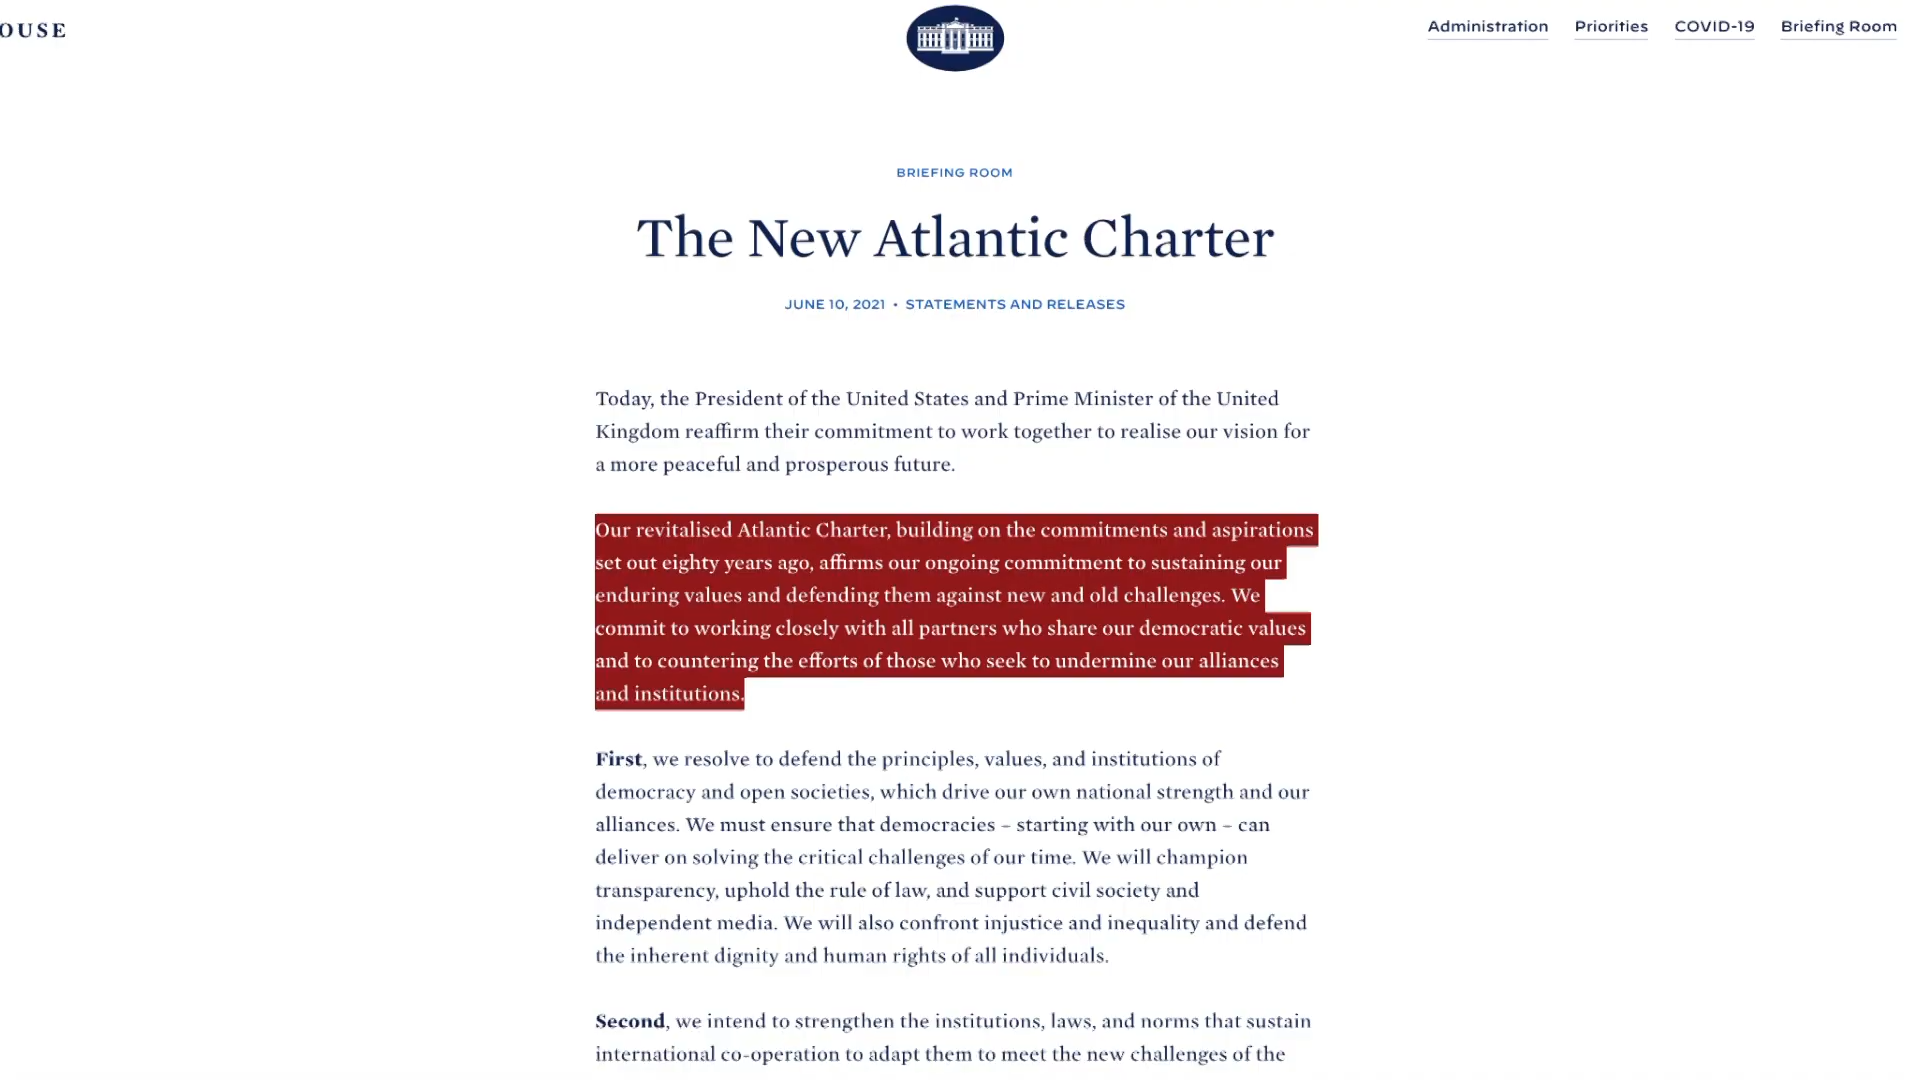 OUSE
Administration Priorities COVID-19 Briefing Room
BRIEFING ROOM
The New Atlantic Charter
JUNE 10, 2021 • STATEMENTS AND RELEASES
Today, the President of the United States and Prime Minister of the United
Kingdom reaffirm their commitment to work together to realise our vision for
a more peaceful and prosperous future.
Our revitalised Atlantic Charter, building on the commitments and aspirations
set out eighty years ago, affirms our ongoing commitment to sustaining our
enduring values and defending them against new and old challenges. We
commit to working closely with all partners who share our democratic values
and to countering the efforts of those who seek to undermine our alliances
and institutions.
First, we resolve to defend the principles, values, and institutions of
democracy and open societies, which drive our own national strength and our
alliances. We must ensure that democracies – starting with our own – can
deliver on solving the critical challenges of our time. We will champion
transparency, uphold the rule of law, and support civil society and
independent media. We will also confront injustice and inequality and defend
the inherent dignity and human rights of all individuals.
Second, we intend to strengthen the institutions, laws, and norms that sustain
international co-operation to adapt them to meet the new challenges of the